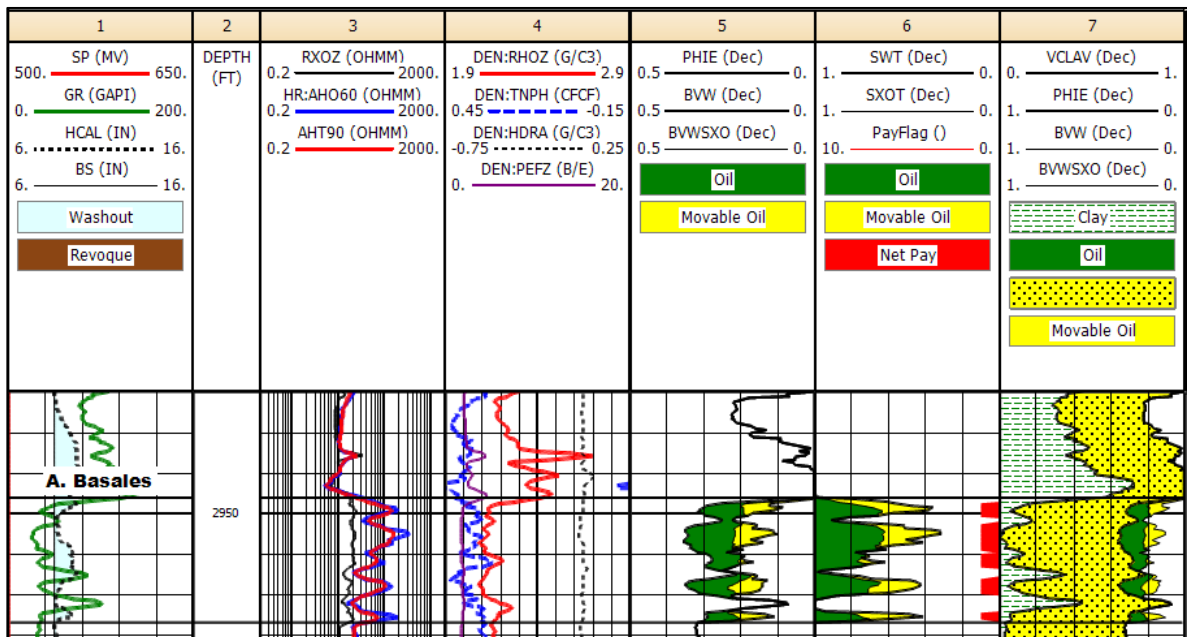 1 2 3 4 5 6 7
SP (MV)
500. 650.
GR (GAPI)
0. 200.
HCAL (IN)
6. 16.
BS (IN)
6. 16.
Washout
Revoque
DEPTH
(FT)
RXOZ (OHMM)
0.2 2000.
HR:AHO60 (OHMM)
0.2 2000.
AHT90 (OHMM)
0.2 2000.
DEN:RHOZ (G/C3)
1.9 2.9
DEN:TNPH (CFCF)
0.45 -0.15
DEN:HDRA (G/C3)
-0.75 0.25
DEN:PEFZ (B/E)
0. 20.
PHIE (Dec)
0.5 0.
BVW (Dec)
0.5 0.
BVWSXO (Dec)
0.5 0.
Oil
Movable Oil
SWT (Dec)
1. 0.
SXOT (Dec)
1. 0.
PayFlag ()
10. 0.
Oil
Movable Oil
Net Pay
VCLAV (Dec)
0. 1.
PHIE (Dec)
1. 0.
BVW (Dec)
1. 0.
BVWSXO (Dec)
1. 0.
Clay
Oil
Movable Oil
A. Basales
2950